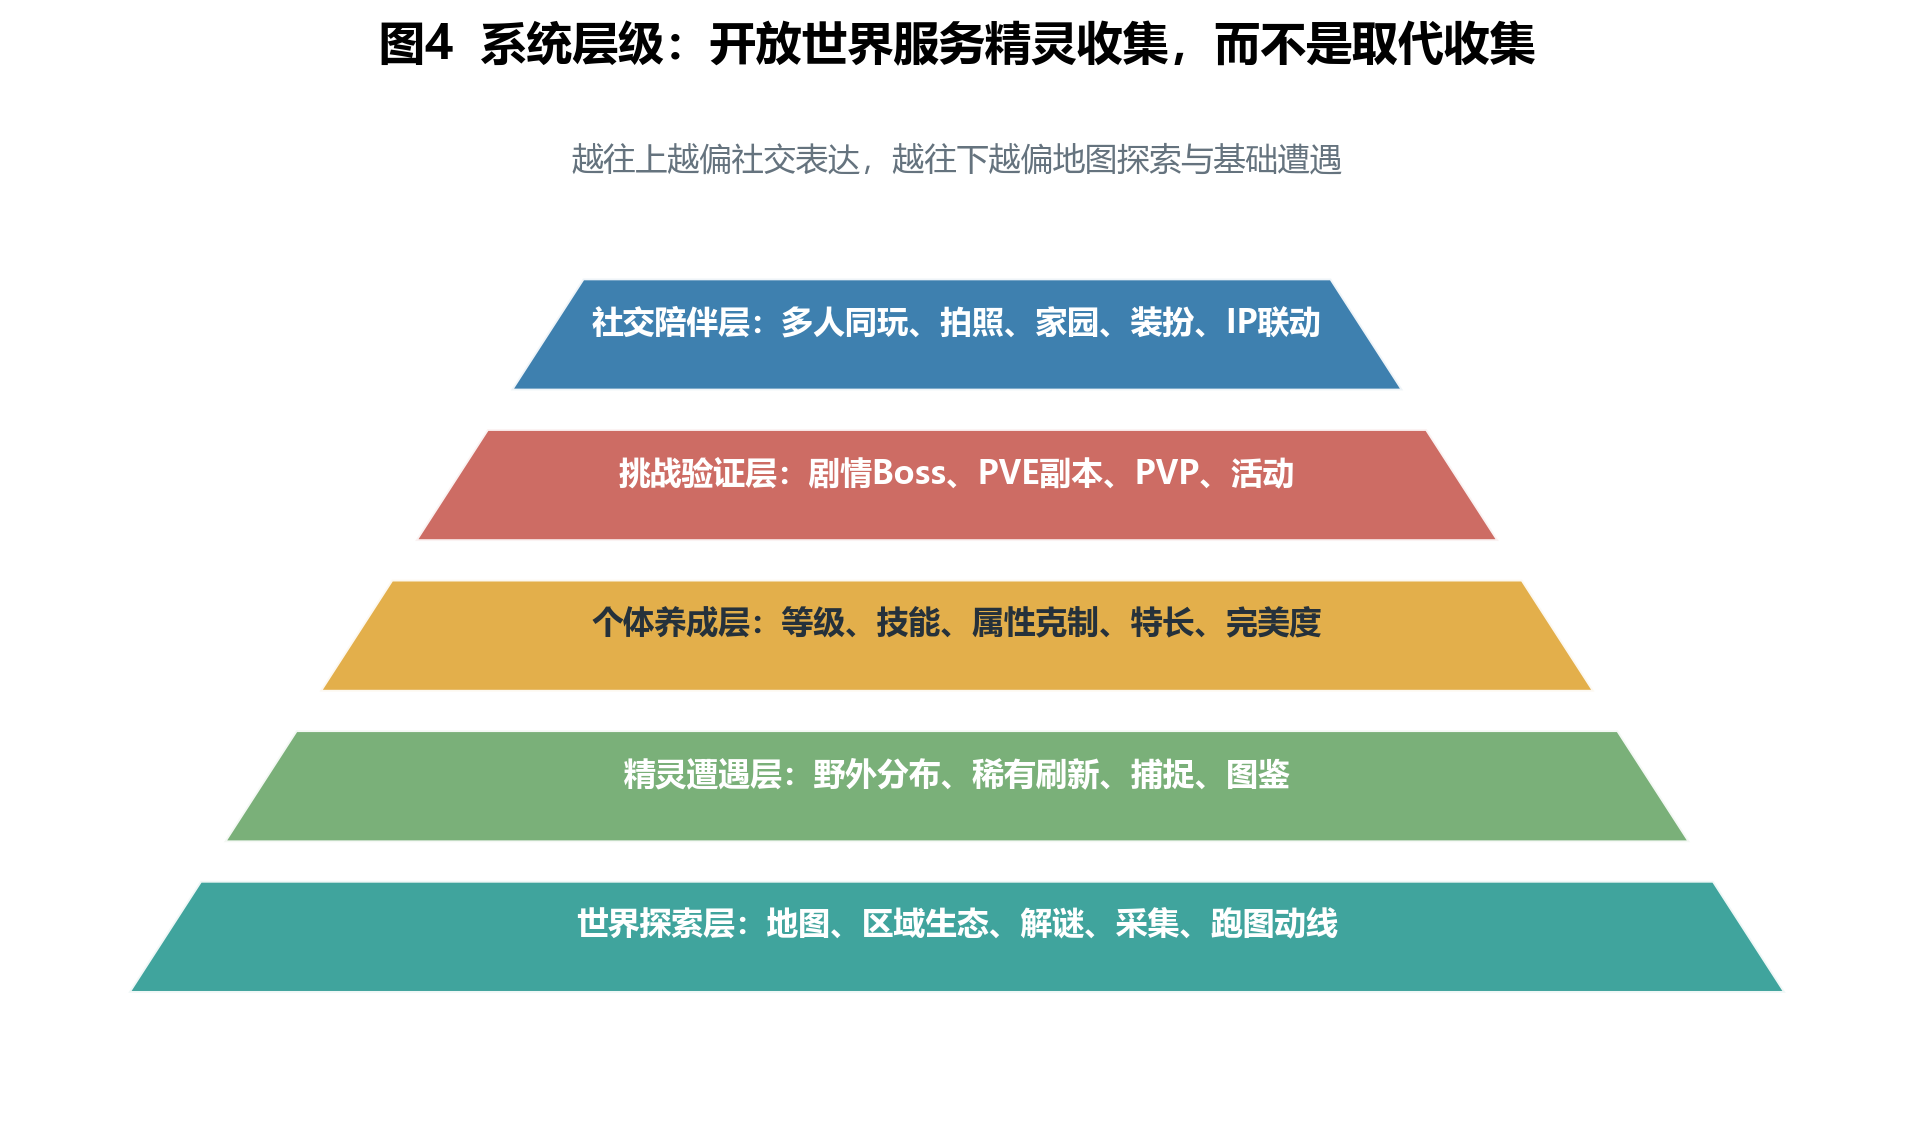 图4 系统层级：开放世界服务精灵收集，而不是取代收集
越往上越偏社交表达，越往下越偏地图探索与基础遭遇
社交陪伴层：多人同玩、拍照、家园、装扮、IP联动
挑战验证层：剧情Boss、PVE副本、PVP、活动
个体养成层：等级、技能、属性克制、特长、完美度
精灵遭遇层：野外分布、稀有刷新、捕捉、图鉴
世界探索层：地图、区域生态、解谜、采集、跑图动线